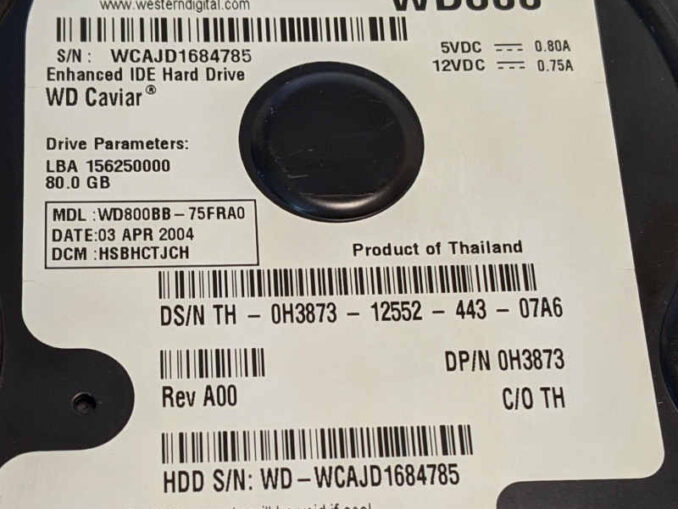 www.westerndigital.com
WD800
S/N : WCAJD1684785
Enhanced IDE Hard Drive
WD Caiar®
5VDC 0.80A
12VDC 0.75A
Drive Parameters:
LBA 156250000
80.0 GB
MDL :WD800BB-75FRA0
DATE:03 APR 2004
DCM :HSBHCTJCH
Product of Thailand
DS/N TH - 0H3873 - 12552 - 443 - 07A6
Rev A00
DP/N 0H3873
C/O TH
HDD S/N: WD-WCAJD1684785